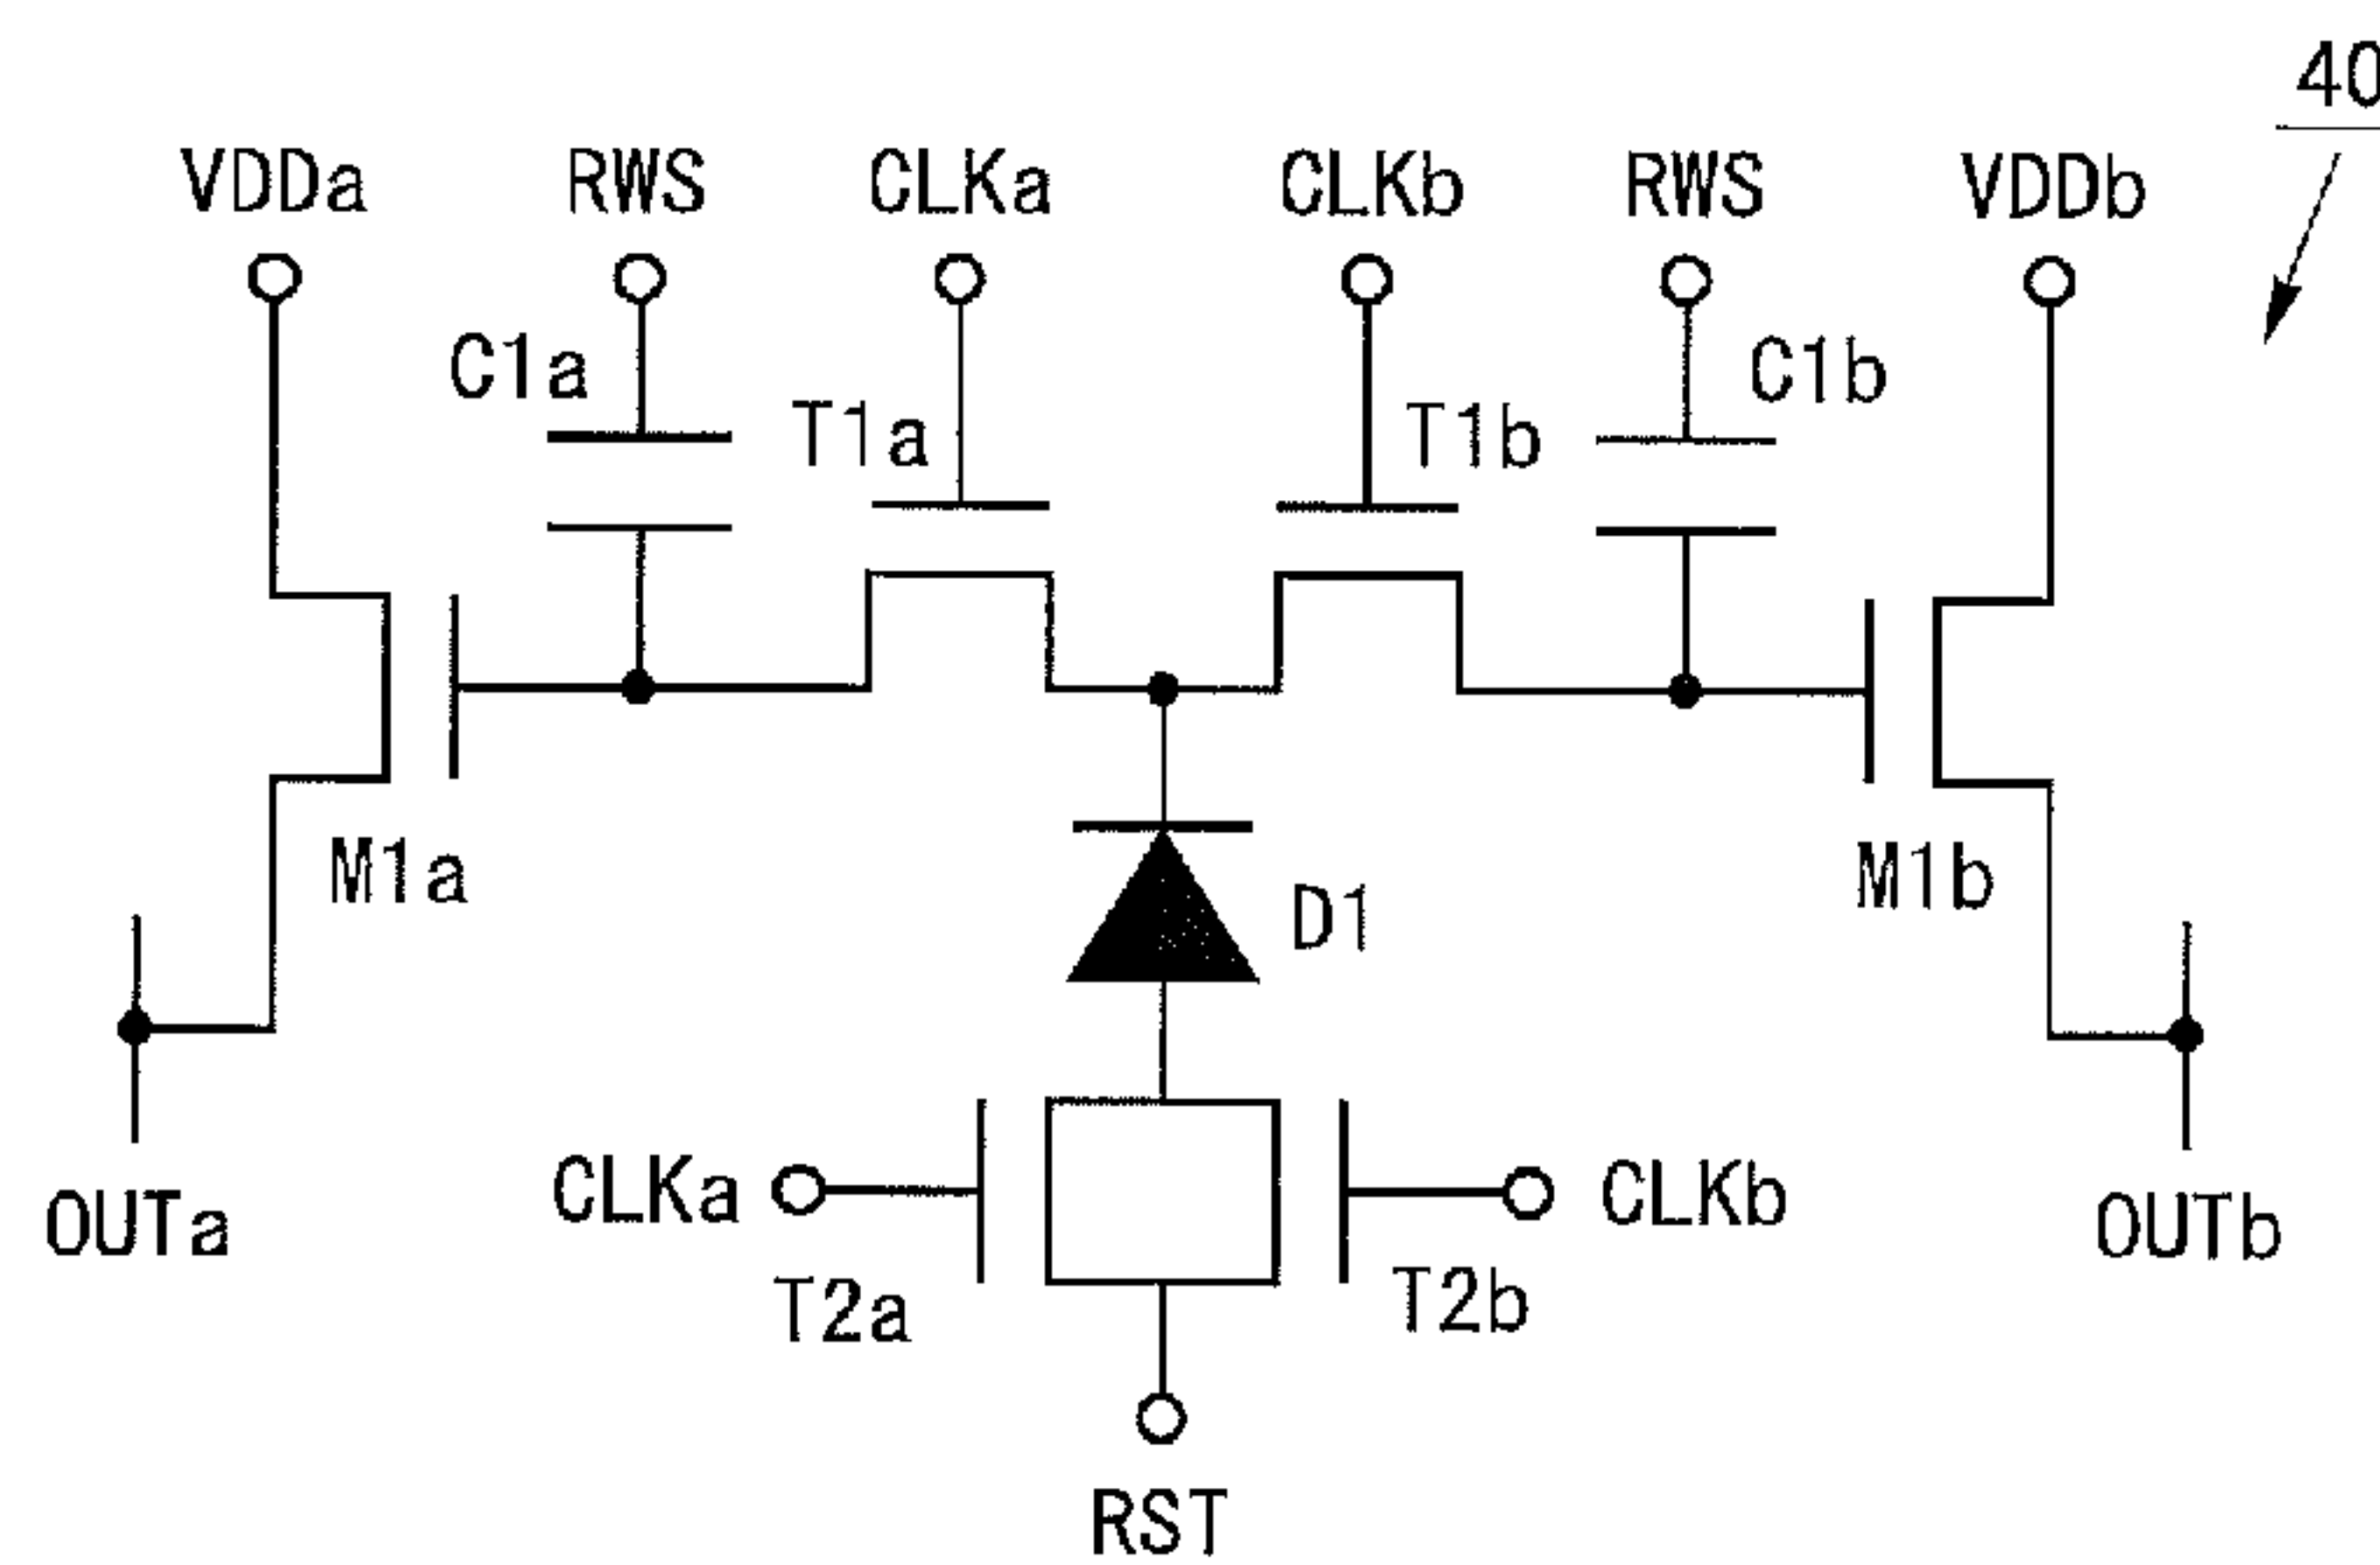 40
VDDa RWS CLKa CLKb RWS VDDb
C1a C1b
T1a T1b
M1a M1b
D1
CLKa CLKb
OUTa OUTb
T2a T2b
RST